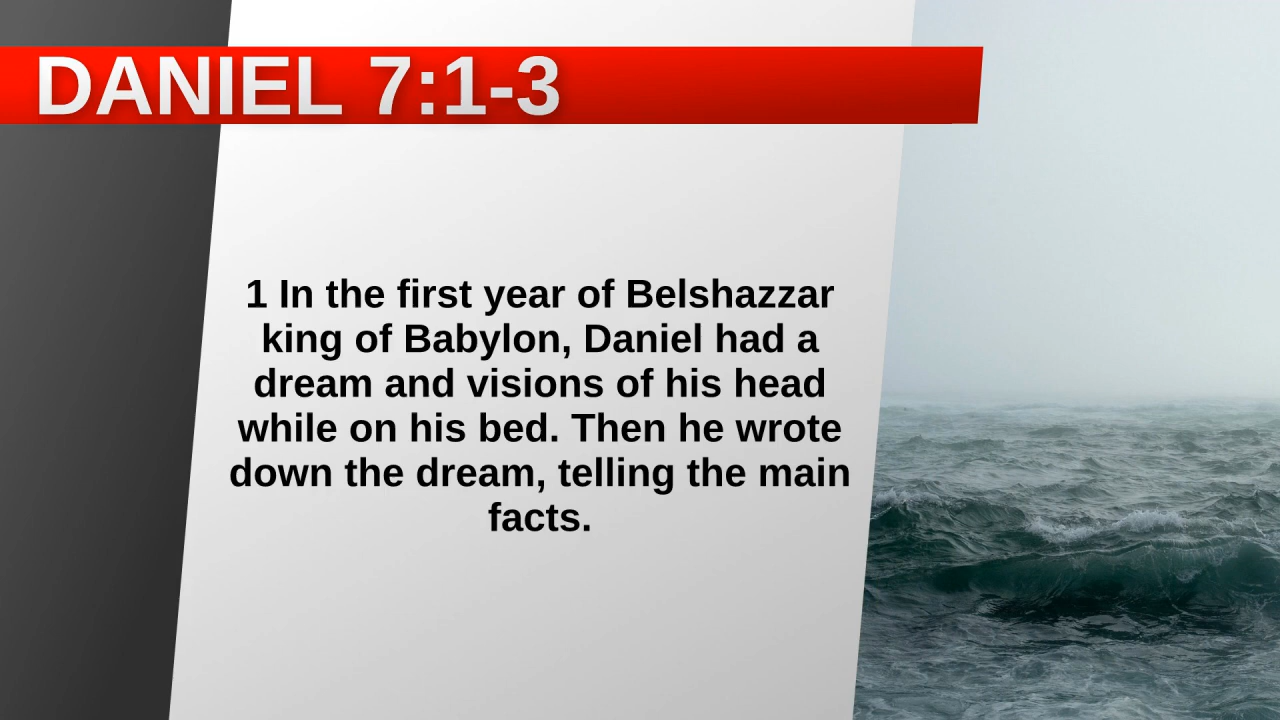 DANIEL 7:1-3
1 In the first year of Belshazzar
king of Babylon, Daniel had a
dream and visions of his head
while on his bed. Then he wrote
down the dream, telling the main
facts.